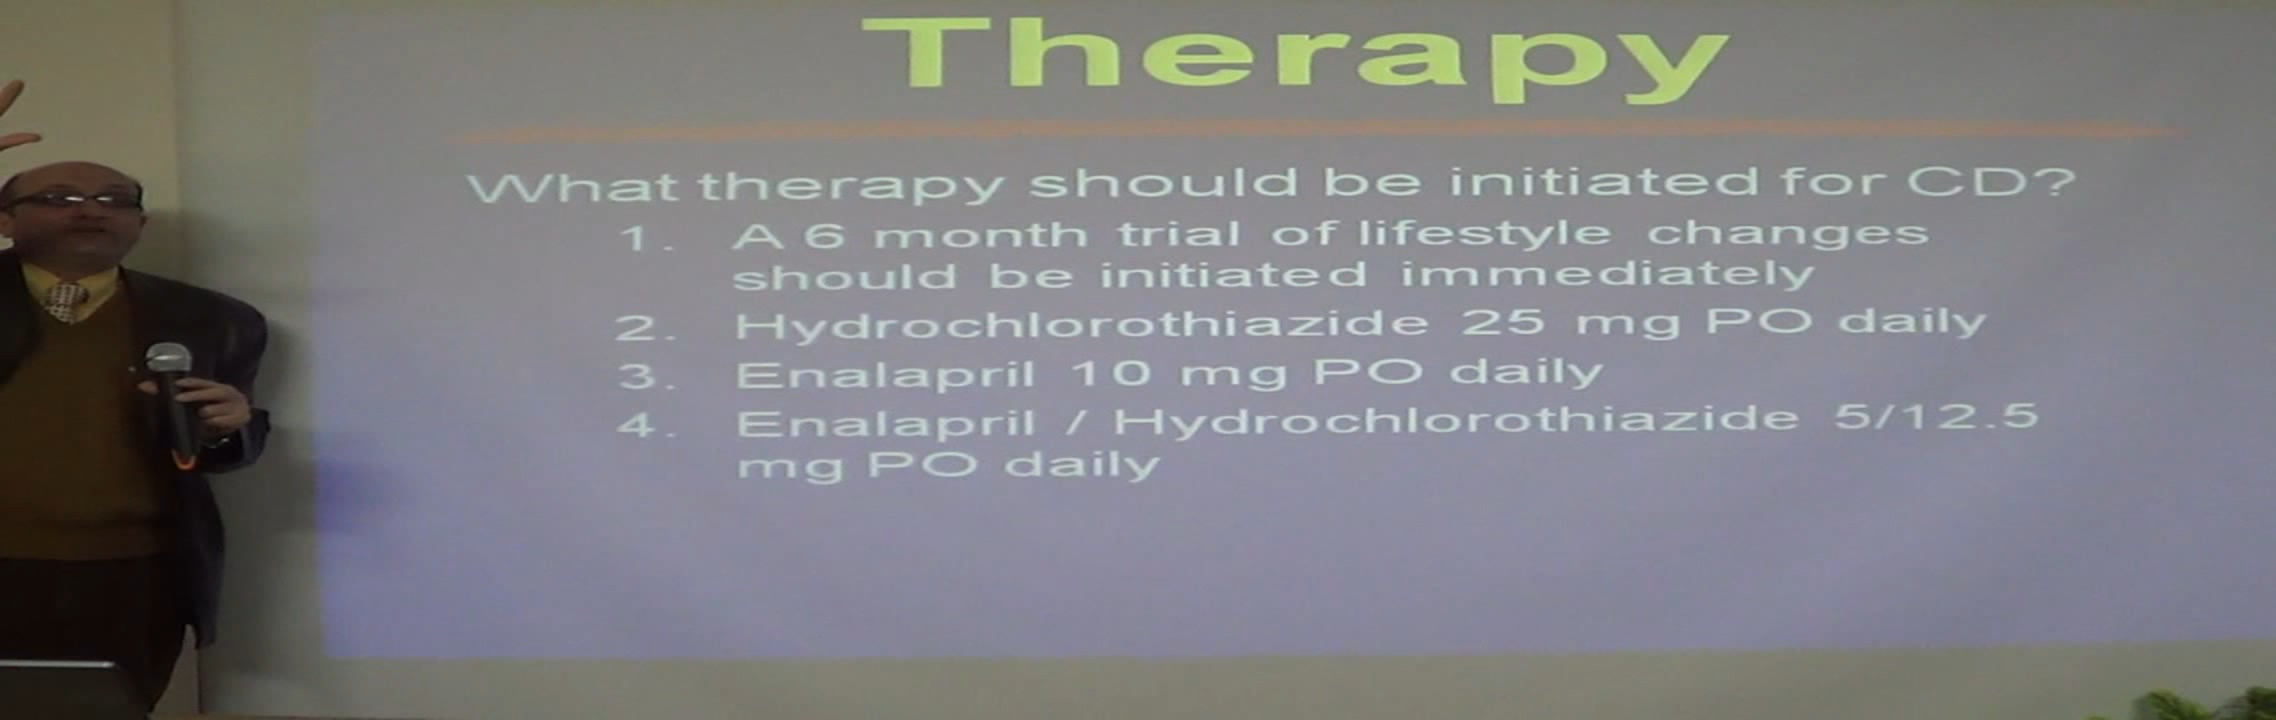 Therapy
What therapy should be initiated for CD?
1. A 6 month trial of lifestyle changes
should be initiated immediately
2. Hydrochlorothiazide 25 mg PO daily
3. Enalapril 10 mg PO daily
4. Enalapril / Hydrochlorothiazide 5/12.5
mg PO daily